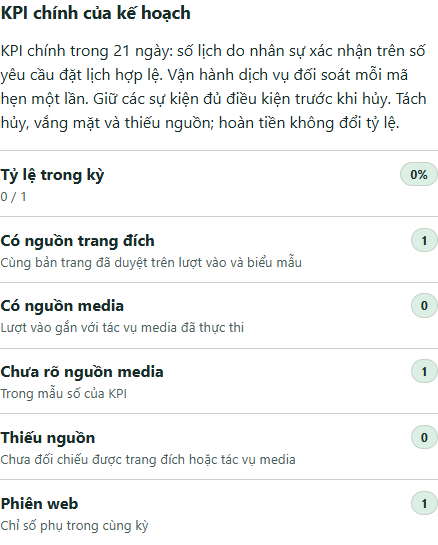 KPI chính của kế hoạch
KPI chính trong 21 ngày: số lịch do nhân sự xác nhận trên số
yêu cầu đặt lịch hợp lệ. Vận hành dịch vụ đối soát mỗi mã
hẹn một lần. Giữ các sự kiện đủ điều kiện trước khi hủy. Tách
hủy, vắng mặt và thiếu nguồn; hoàn tiền không đổi tỷ lệ.
Tỷ lệ trong kỳ
0%
0 / 1
Có nguồn trang đích
1
Cùng bản trang đã duyệt trên lượt vào và biểu mẫu
Có nguồn media
0
Lượt vào gắn với tác vụ media đã thực thi
Chưa rõ nguồn media
1
Trong mẫu số của KPI
Thiếu nguồn
0
Chưa đối chiếu được trang đích hoặc tác vụ media
Phiên web
1
Chỉ số phụ trong cùng kỳ